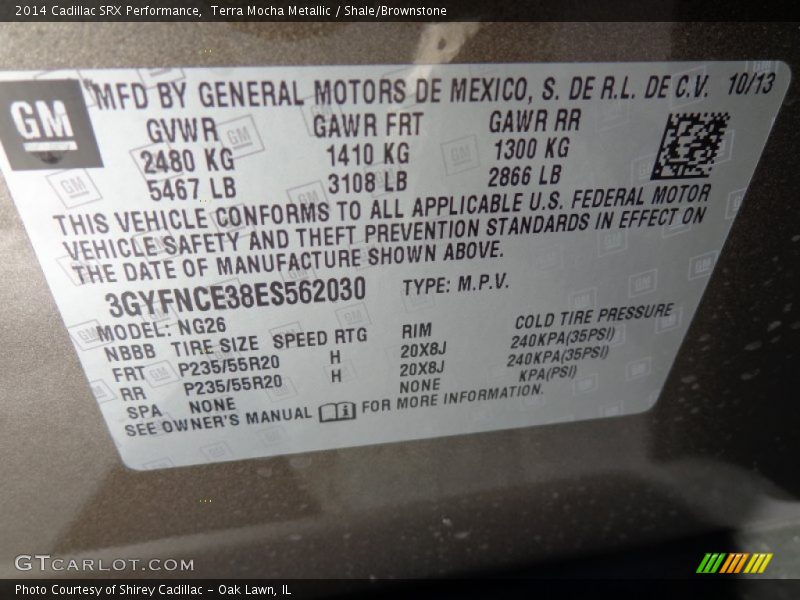 2014 Cadillac SRX Performance, Terra Mocha Metallic / Shale/Brownstone
GM
MFD BY GENERAL MOTORS DE MEXICO, S. DE R.L. DE C.V. 10/13
GVWR GAWR FRT GAWR RR
2480 KG 1410 KG 1300 KG
5467 LB 3108 LB 2866 LB
THIS VEHICLE CONFORMS TO ALL APPLICABLE U.S. FEDERAL MOTOR
VEHICLE SAFETY AND THEFT PREVENTION STANDARDS IN EFFECT ON
THE DATE OF MANUFACTURE SHOWN ABOVE.
3GYFNCE38ES562030 TYPE: M.P.V.
MODEL: NG26
NBBB TIRE SIZE SPEED RTG RIM COLD TIRE PRESSURE
FRT P235/55R20 H 20X8J 240KPA(35PSI)
RR P235/55R20 H 20X8J 240KPA(35PSI)
SPA NONE NONE KPA(PSI)
SEE OWNER'S MANUAL FOR MORE INFORMATION.
GTCARLOT.COM
Photo Courtesy of Shirey Cadillac - Oak Lawn, IL